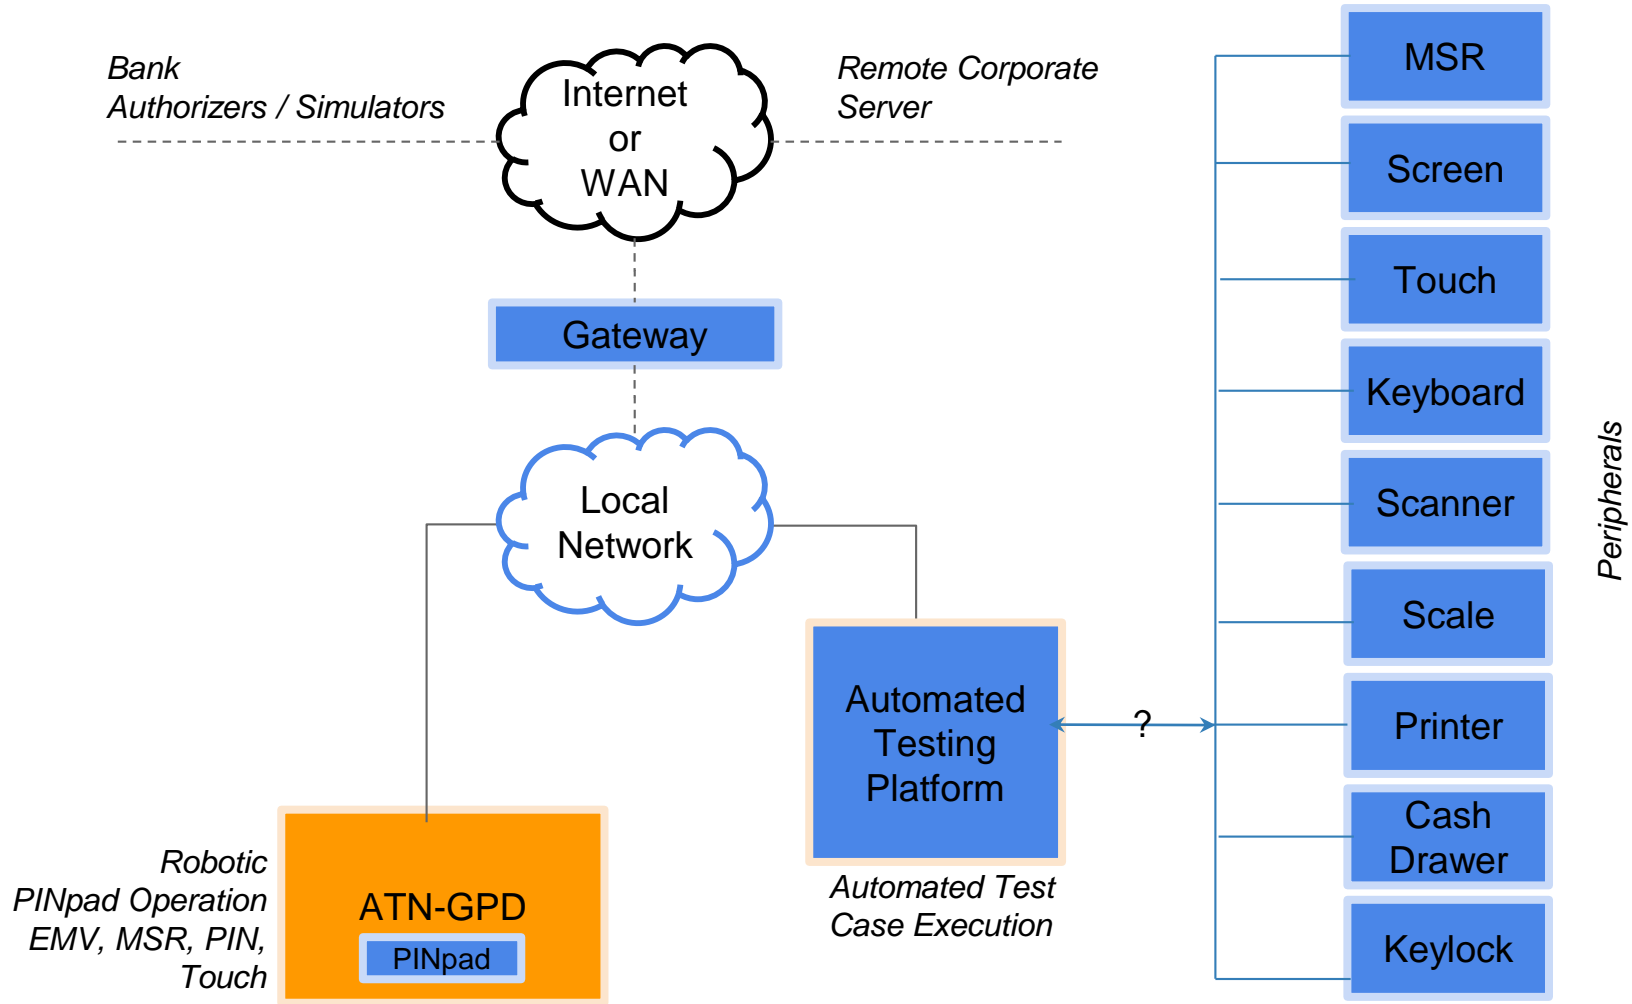 Bank
Authorizers / Simulators
Internet
or
WAN
Remote Corporate
Server
Gateway
Local
Network
Automated
Testing
Platform
Automated Test
Case Execution
?
Robotic
PINpad Operation
EMV, MSR, PIN,
Touch
ATN-GPD
PINpad
MSR
Screen
Touch
Keyboard
Scanner
Scale
Printer
Cash
Drawer
Keylock
Peripherals